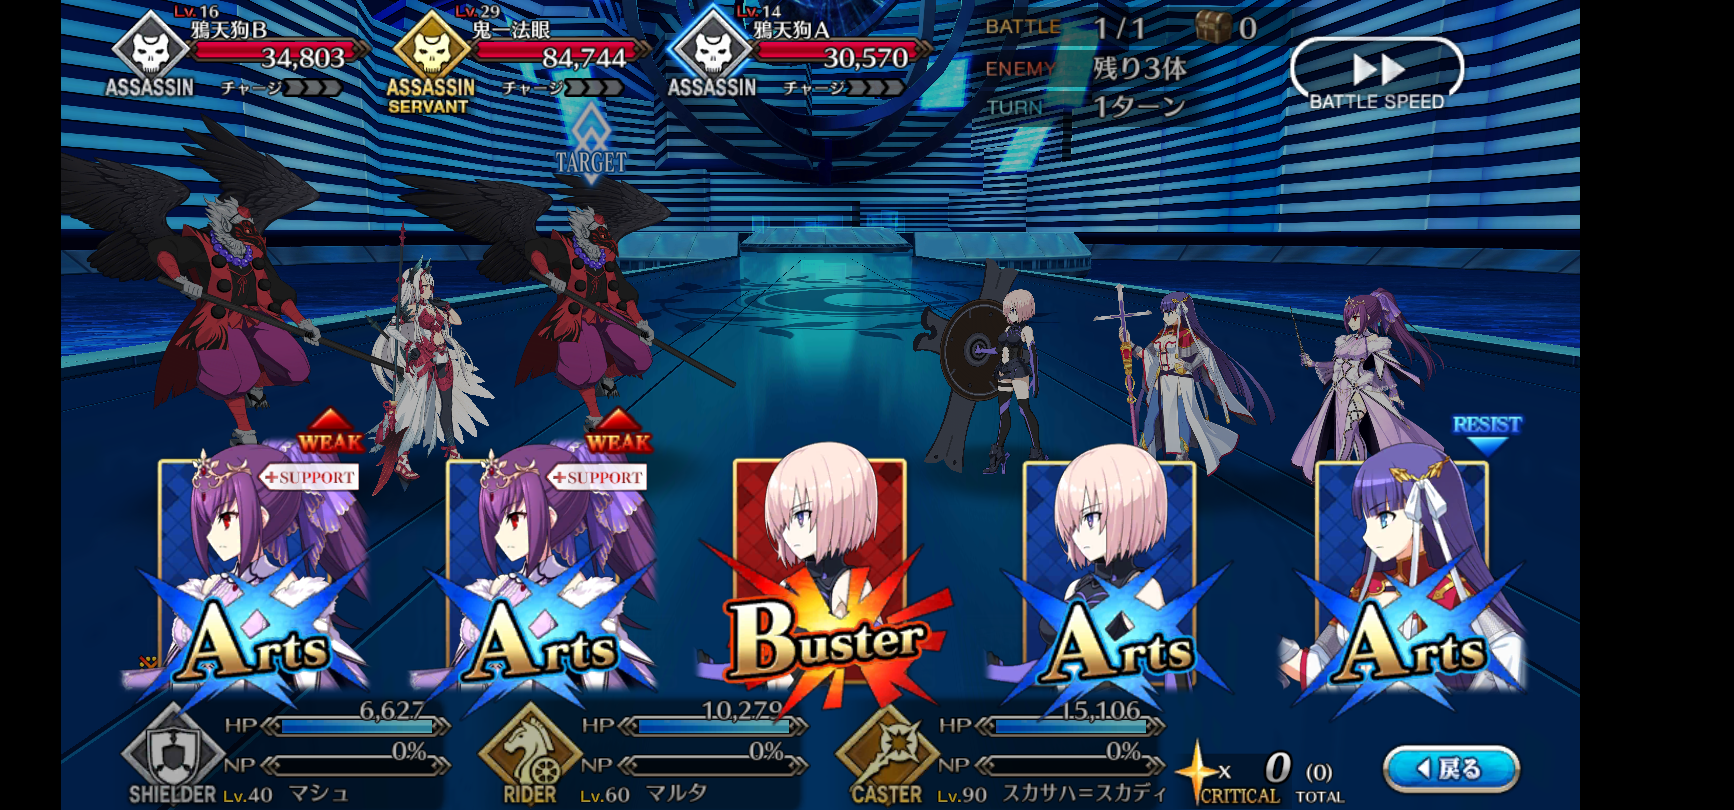 Lv.16
鴉天狗B
34,803
ASSASSIN
チャージ
Lv.29
鬼一法眼
84,744
ASSASSIN
チャージ
SERVANT
Lv.14
鴉天狗A
30,570
ASSASSIN
チャージ
BATTLE 1/1 0
ENEMY 残り3体
TURN 1ターン
BATTLE SPEED
TARGET
WEAK
+SUPPORT
Arts
WEAK
+SUPPORT
Arts
Buster
Arts
RESIST
Arts
HP 6,627
NP 0%
SHIELDER Lv.40 マシュ
HP 10,279
NP 0%
RIDER Lv.60 マルタ
HP 15,106
NP 0%
CASTER Lv.90 スカサハ=スカディ
x 0 (0)
CRITICAL TOTAL
戻る